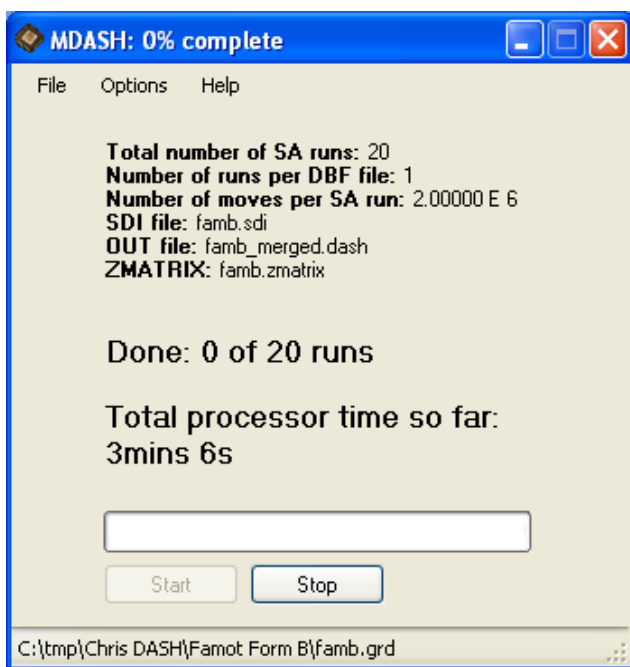 MDASH: 0% complete
File Options Help
Total number of SA runs: 20
Number of runs per DBF file: 1
Number of moves per SA run: 2.00000 E 6
SDI file: famb.sdi
OUT file: famb_merged.dash
ZMATRIX: famb.zmatrix
Done: 0 of 20 runs
Total processor time so far:
3mins 6s
Start Stop
C:\tmp\Chris DASH\Famot Form B\famb.grd